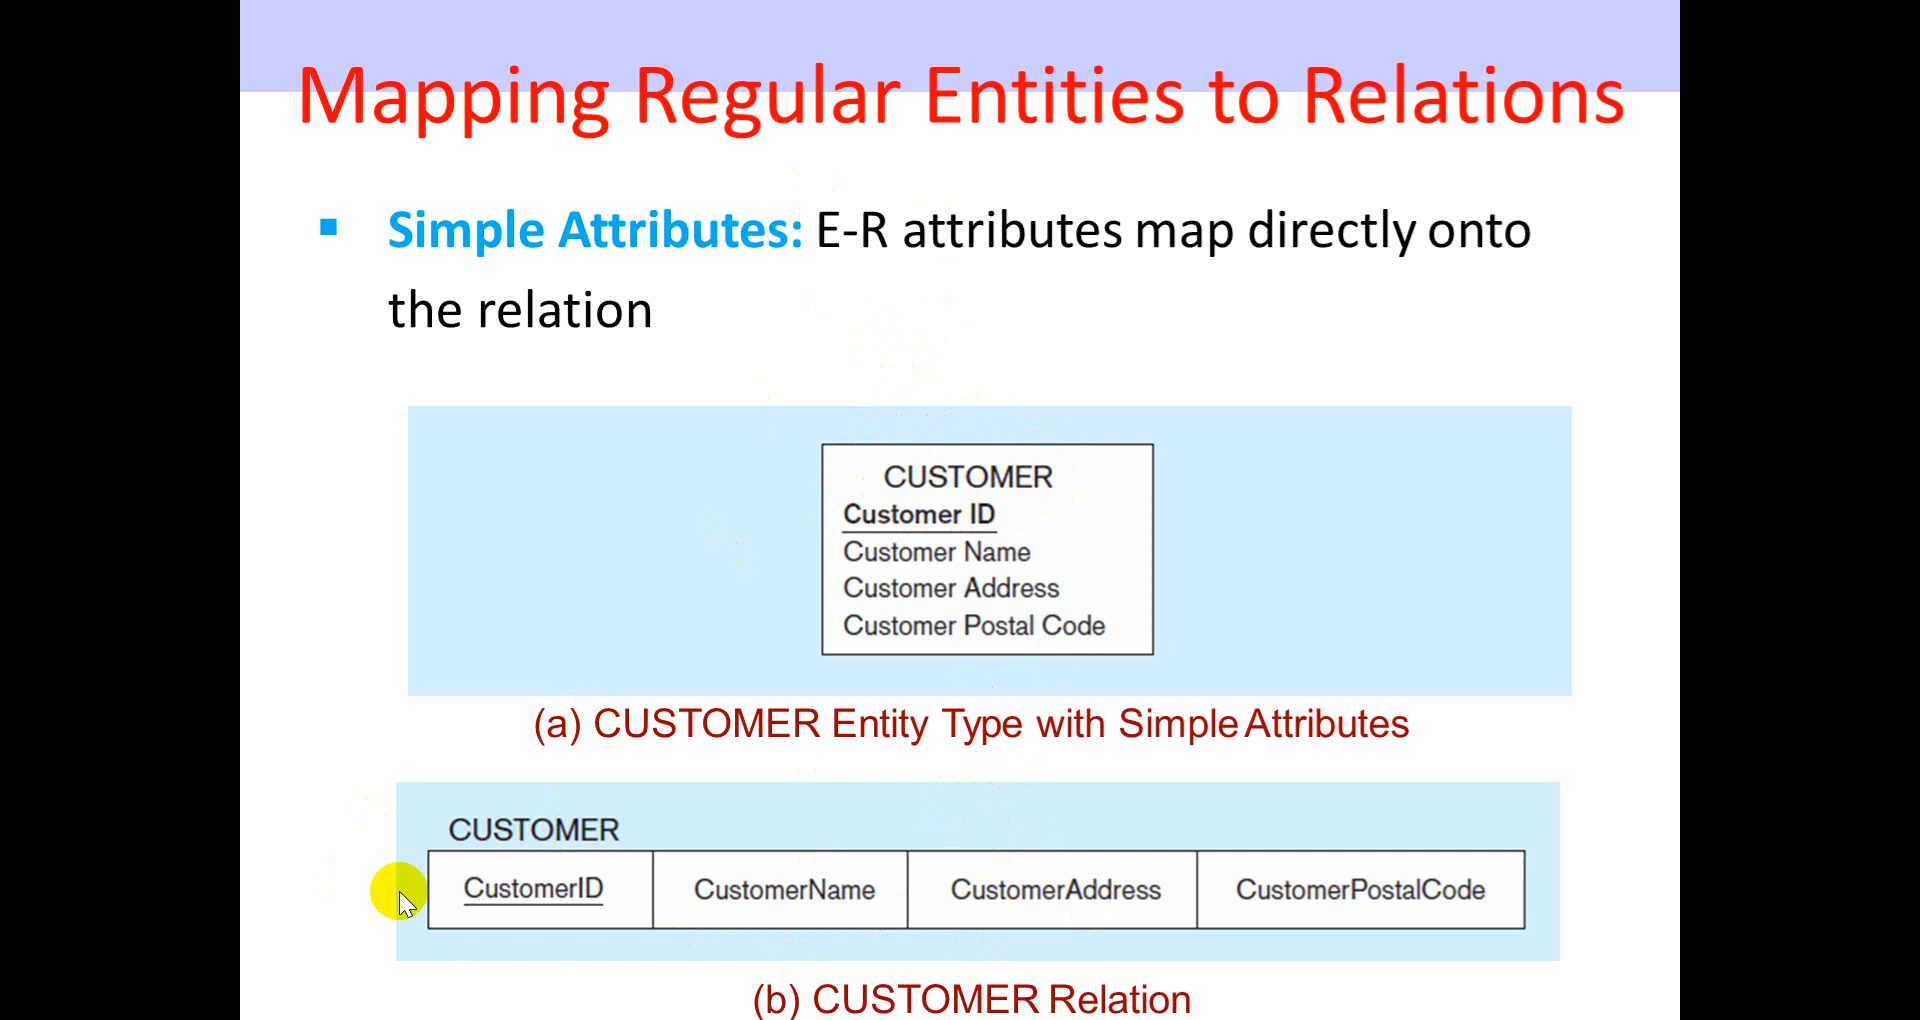 Mapping Regular Entities to Relations
▪ Simple Attributes: E-R attributes map directly onto
the relation
CUSTOMER
Customer ID
Customer Name
Customer Address
Customer Postal Code
(a) CUSTOMER Entity Type with Simple Attributes
CUSTOMER
CustomerID CustomerName CustomerAddress CustomerPostalCode
(b) CUSTOMER Relation